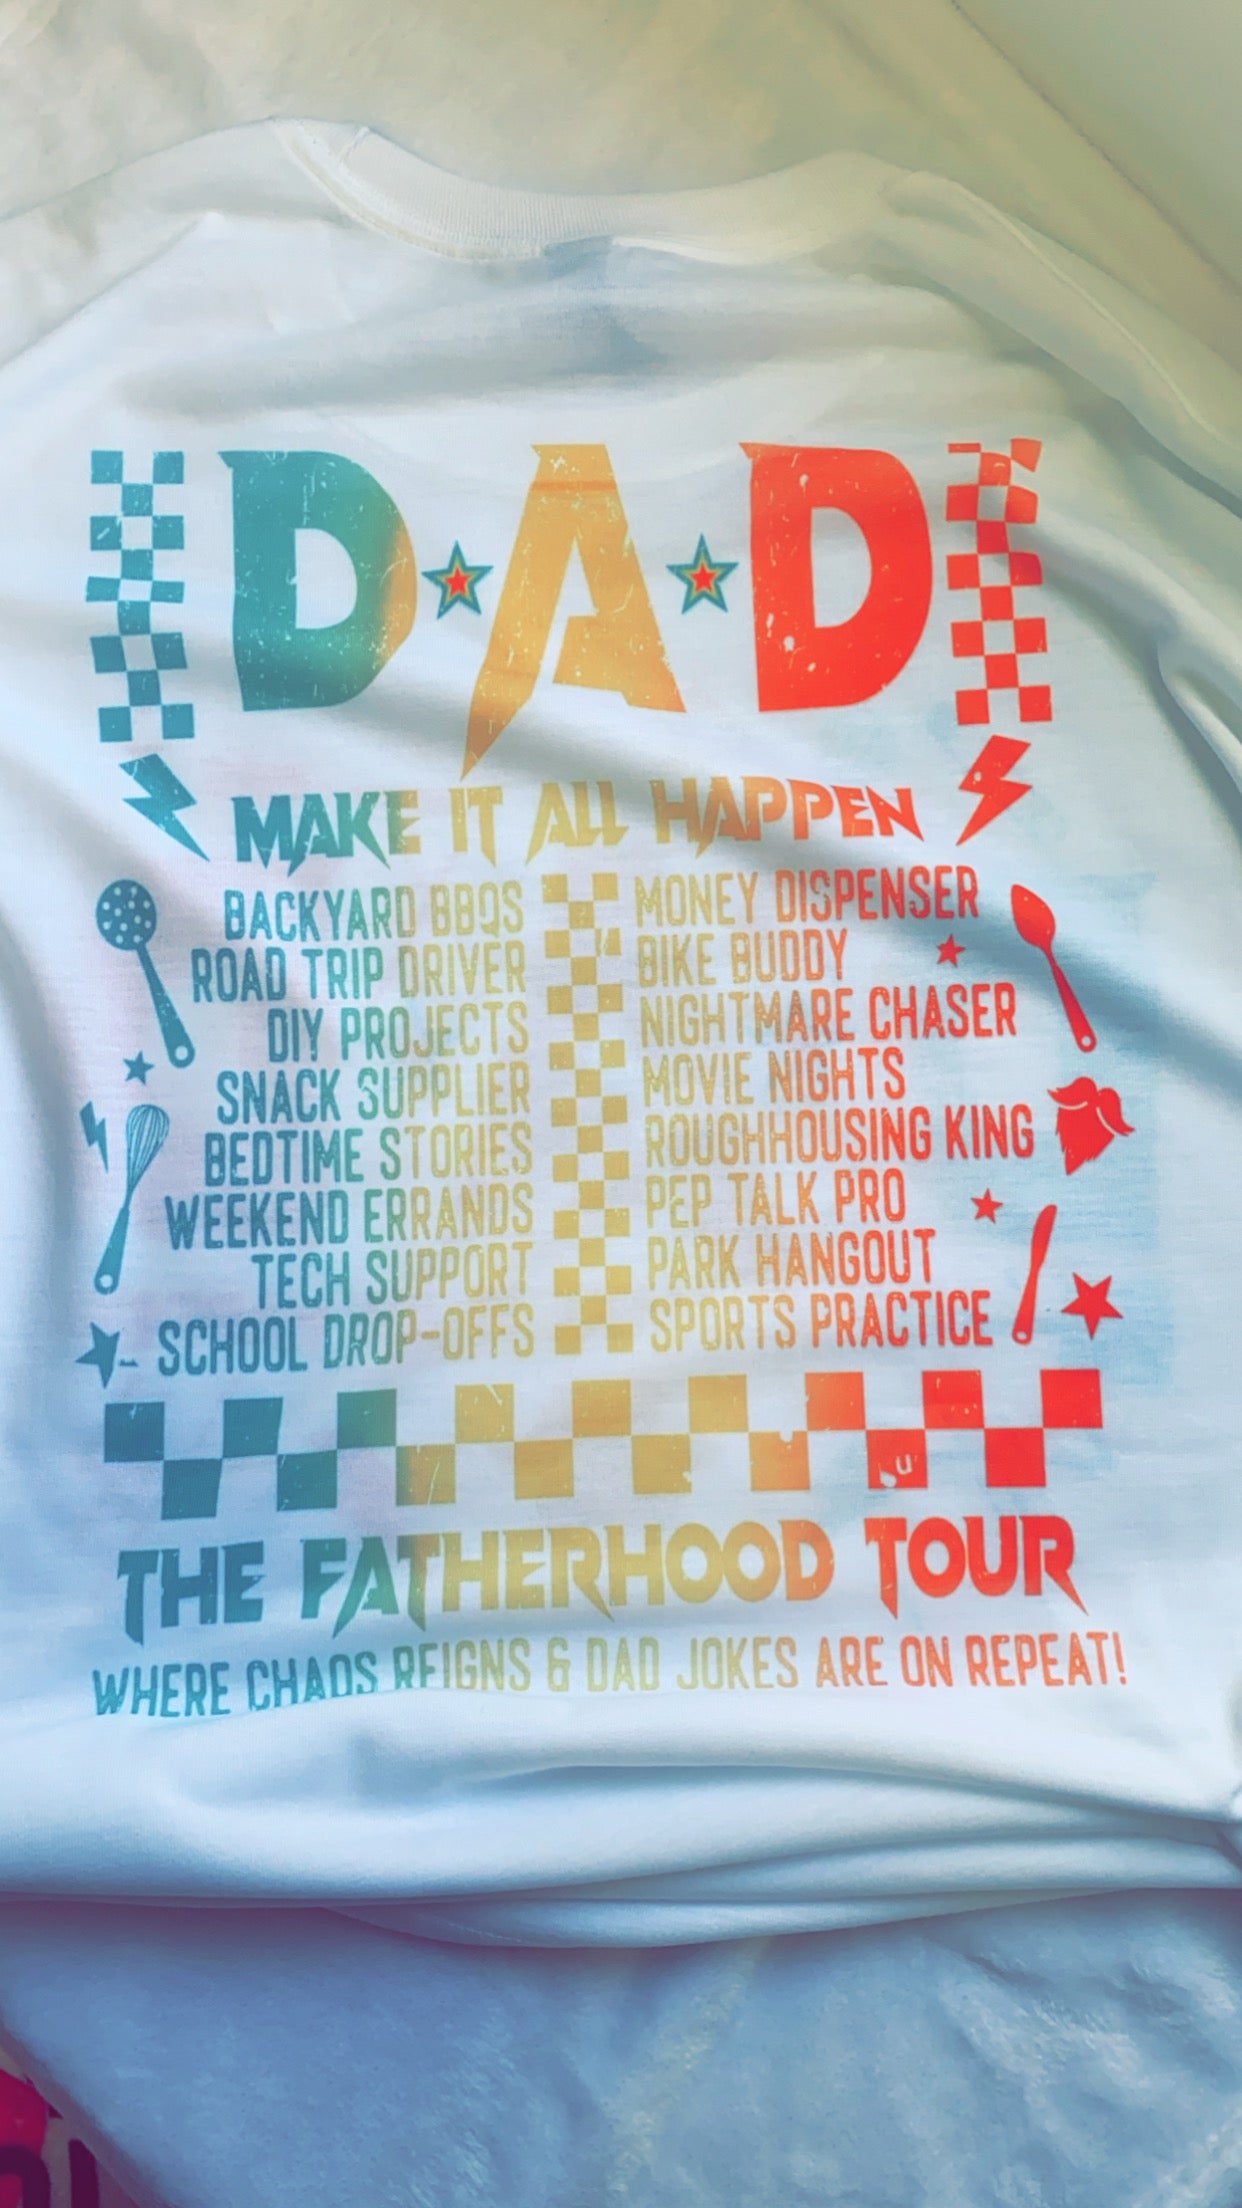 DAD
MAKE IT ALL HAPPEN
BACKYARD BBQS
ROAD TRIP DRIVER
DIY PROJECTS
SNACK SUPPLIER
BEDTIME STORIES
WEEKEND ERRANDS
TECH SUPPORT
SCHOOL DROP-OFFS
MONEY DISPENSER
BIKE BUDDY
NIGHTMARE CHASER
MOVIE NIGHTS
ROUGHHOUSING KING
PEP TALK PRO
PARK HANGOUT
SPORTS PRACTICE
THE FATHERHOOD TOUR
WHERE CHAOS REIGNS & DAD JOKES ARE ON REPEAT!